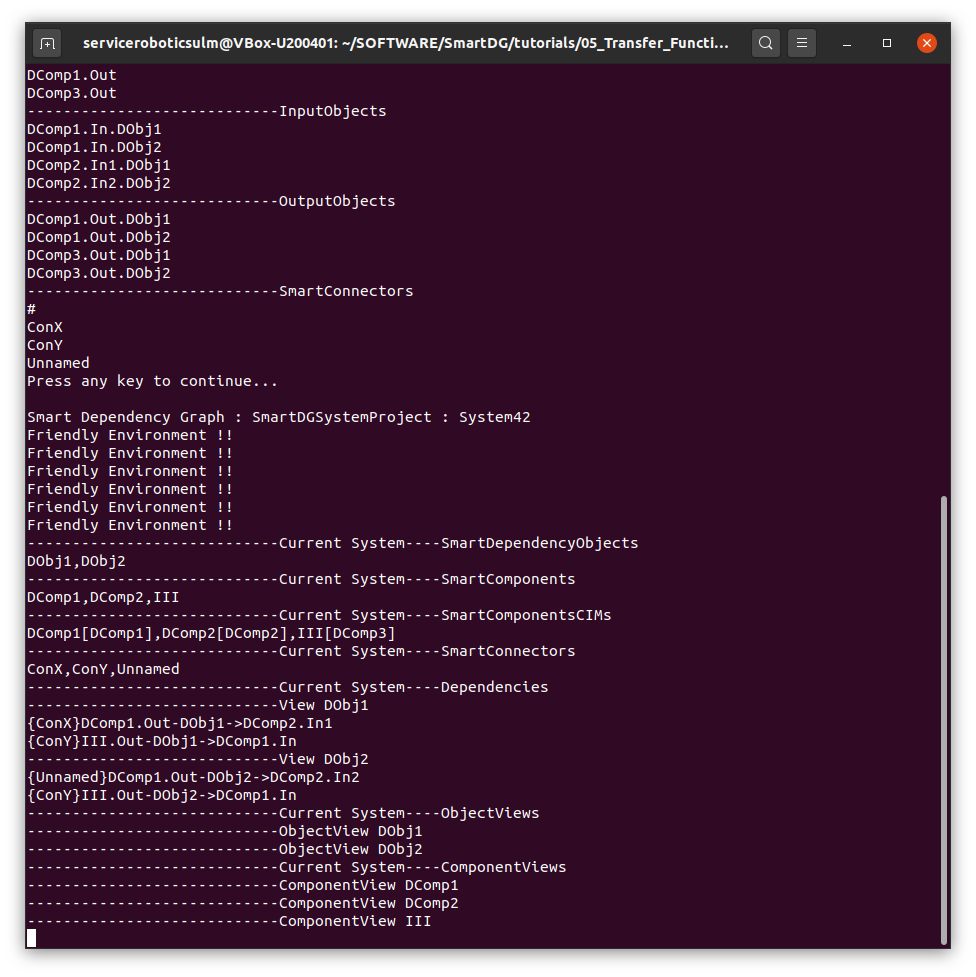 serviceroboticsulm@VBox-U200401: ~/SOFTWARE/SmartDG/tutorials/05_Transfer_Functi...
DComp1.Out
DComp3.Out
----------------------------InputObjects
DComp1.In.DObj1
DComp1.In.DObj2
DComp2.In1.DObj1
DComp2.In2.DObj2
----------------------------OutputObjects
DComp1.Out.DObj1
DComp1.Out.DObj2
DComp3.Out.DObj1
DComp3.Out.DObj2
----------------------------SmartConnectors
#
ConX
ConY
Unnamed
Press any key to continue...
Smart Dependency Graph : SmartDGSystemProject : System42
Friendly Environment !!
Friendly Environment !!
Friendly Environment !!
Friendly Environment !!
Friendly Environment !!
Friendly Environment !!
----------------------------Current System----SmartDependencyObjects
DObj1,DObj2
----------------------------Current System----SmartComponents
DComp1,DComp2,III
----------------------------Current System----SmartComponentsCIMs
DComp1[DComp1],DComp2[DComp2],III[DComp3]
----------------------------Current System----SmartConnectors
ConX,ConY,Unnamed
----------------------------Current System----Dependencies
----------------------------View DObj1
{ConX}DComp1.Out-DObj1->DComp2.In1
{ConY}III.Out-DObj1->DComp1.In
----------------------------View DObj2
{Unnamed}DComp1.Out-DObj2->DComp2.In2
{ConY}III.Out-DObj2->DComp1.In
----------------------------Current System----ObjectViews
----------------------------ObjectView DObj1
----------------------------ObjectView DObj2
----------------------------Current System----ComponentViews
----------------------------ComponentView DComp1
----------------------------ComponentView DComp2
----------------------------ComponentView III